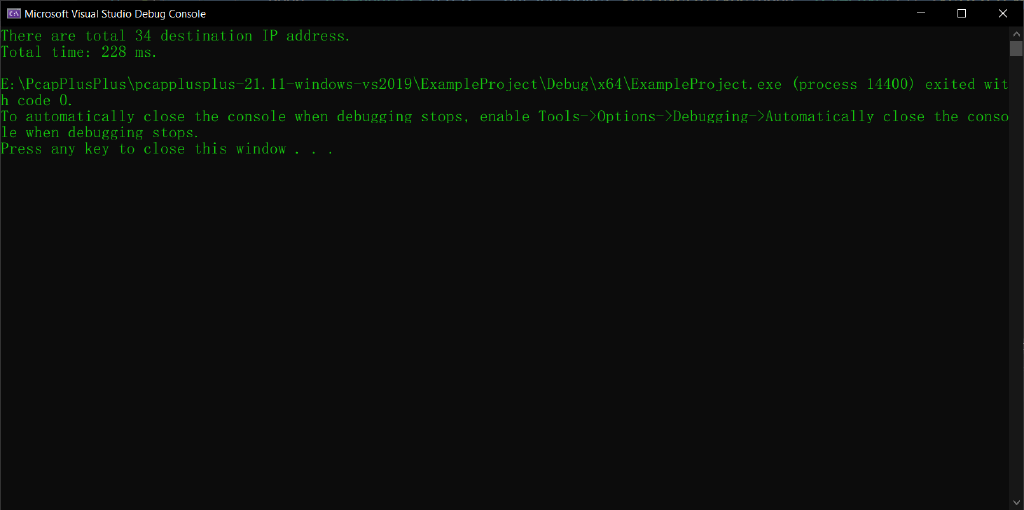 Microsoft Visual Studio Debug Console
There are total 34 destination IP address.
Total time: 228 ms.
E:\PcapPlusPlus\pcapplusplus-21.11-windows-vs2019\ExampleProject\Debug\x64\ExampleProject.exe (process 14400) exited wit
h code 0.
To automatically close the console when debugging stops, enable Tools->Options->Debugging->Automatically close the conso
le when debugging stops.
Press any key to close this window . . .